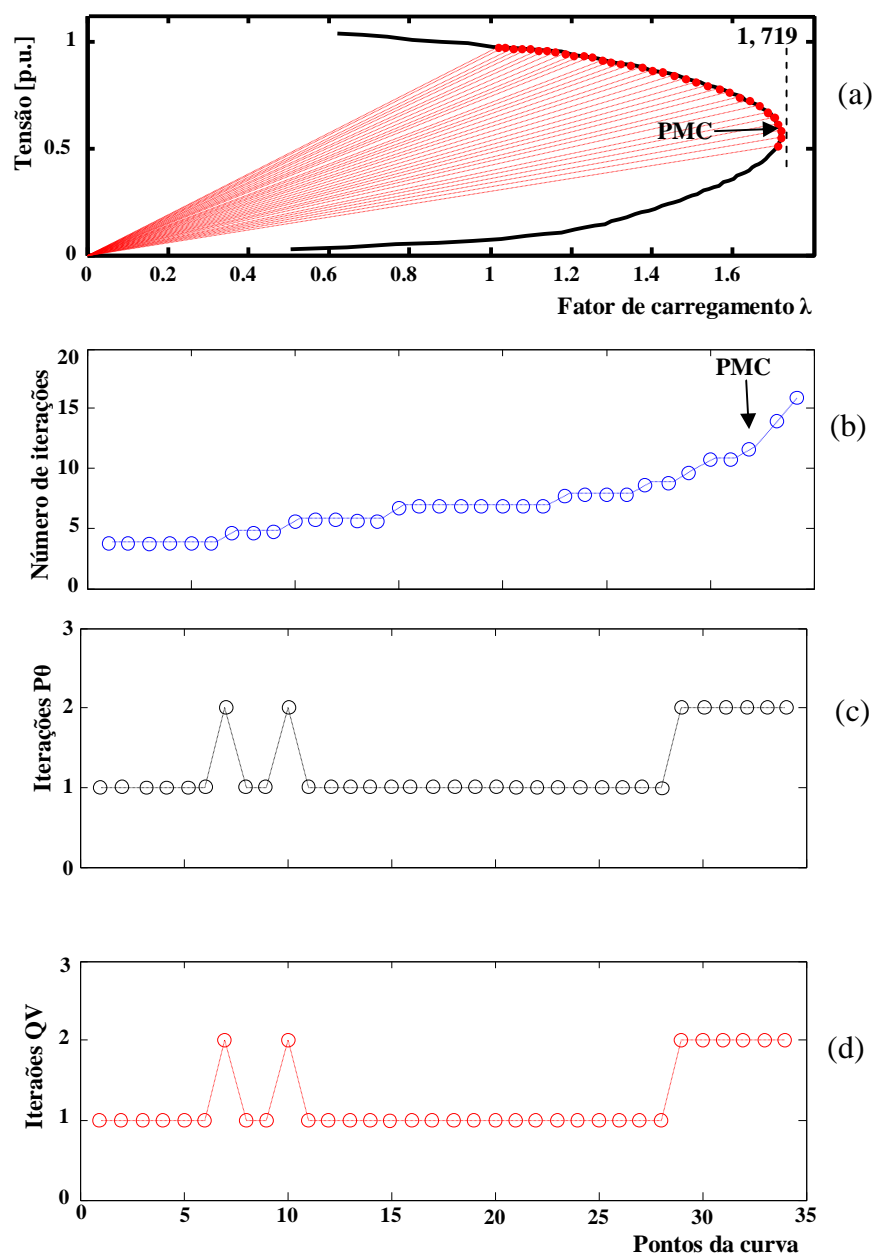 Tensão [p.u.]
1
0.5
0
1, 719
PMC
(a)
0 0.2 0.4 0.6 0.8 1 1.2 1.4 1.6
Fator de carregamento λ
Número de iterações
20
15
10
5
0
PMC
(b)
Iterações Pθ
3
2
1
0
(c)
Iteraões QV
3
2
1
0
(d)
0 5 10 15 20 25 30 35
Pontos da curva